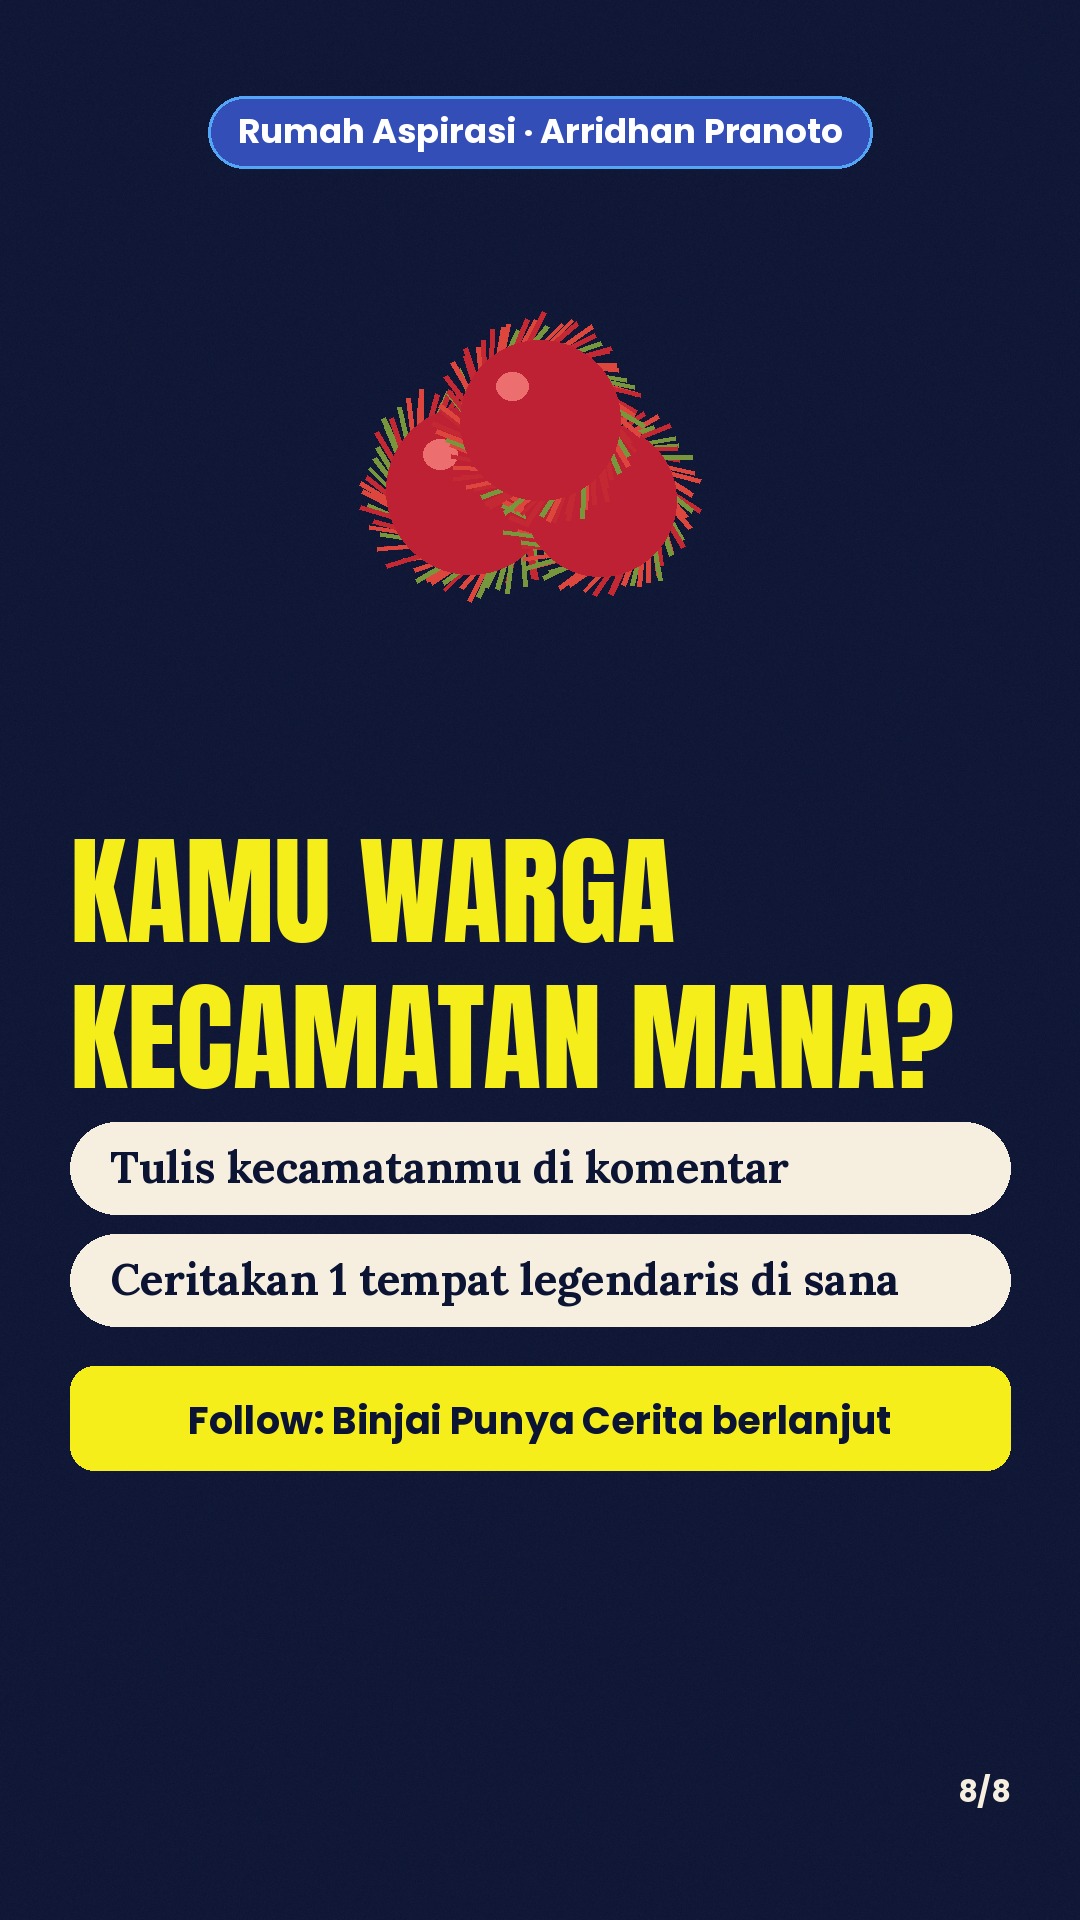 Rumah Aspirasi · Arridhan Pranoto
KAMU WARGA
KECAMATAN MANA?
Tulis kecamatanmu di komentar
Ceritakan 1 tempat legendaris di sana
Follow: Binjai Punya Cerita berlanjut
8/8